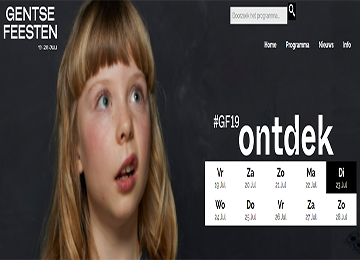 GENTSE
FEESTEN
19-28 JULI
Doorzoek het programma...
Home Programma Nieuws Info
#GF19
ontdek
Vr Za Zo Ma Di
19 Jul 20 Jul 21 Jul 22 Jul 23 Jul
Wo Do Vr Za Zo
24 Jul 25 Jul 26 Jul 27 Jul 28 Jul